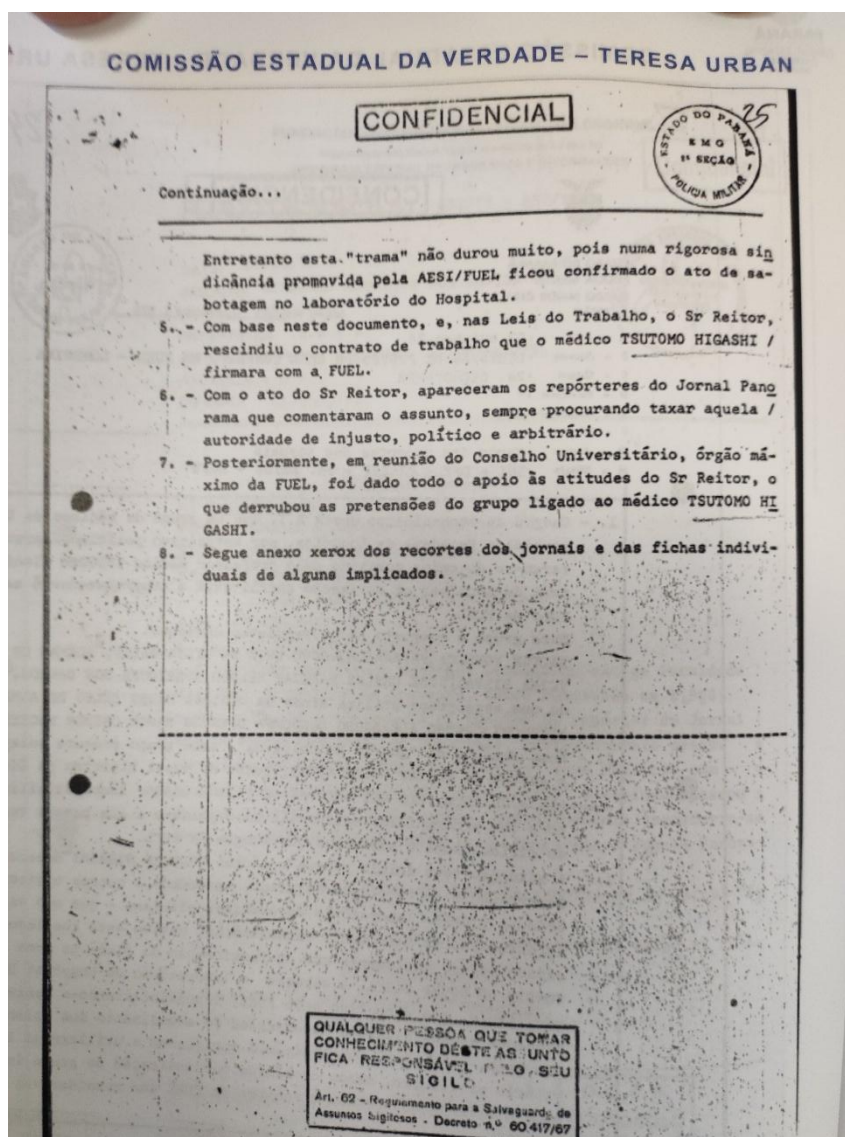 COMISSÃO ESTADUAL DA VERDADE – TERESA URBAN
CONFIDENCIAL
25
ESTADO DO PARANÁ
E M G
1ª SEÇÃO
POLICIA MILITAR
Continuação...
Entretanto esta "trama" não durou muito, pois numa rigorosa sin
dicância promovida pela AESI/FUEL ficou confirmado o ato de sa-
botagem no laboratório do Hospital.
5. - Com base neste documento, e, nas Leis do Trabalho, o Sr Reitor,
rescindiu o contrato de trabalho que o médico TSUTOMO HIGASHI /
firmara com a FUEL.
6. - Com o ato do Sr Reitor, apareceram os repórteres do Jornal Pano
rama que comentaram o assunto, sempre procurando taxar aquela /
autoridade de injusto, político e arbitrário.
7. - Posteriormente, em reunião do Conselho Universitário, órgão má-
ximo da FUEL, foi dado todo o apoio às atitudes do Sr Reitor, o
que derrubou as pretensões do grupo ligado ao médico TSUTOMO HI
GASHI.
8. - Segue anexo xerox dos recortes dos jornais e das fichas indivi-
duais de alguns implicados.
QUALQUER PESSÔA QUE TOMAR
CONHECIMENTO DÊSTE ASSUNTO
FICA RESPONSÁVEL PELO SEU
SIGILO
Art. 62 - Regulamento para a Salvaguarda de
Assuntos Sigilosos - Decreto n.º 60.417/67